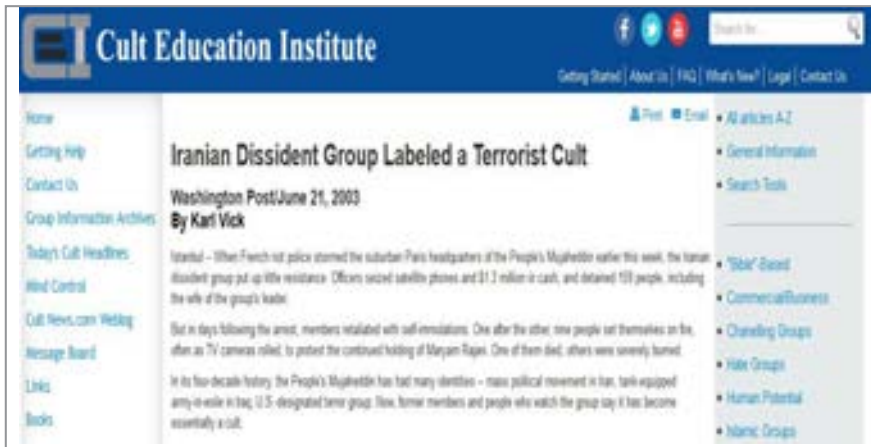 EI Cult Education Institute
Search for...
Getting Started | About Us | FAQ | What's New? | Legal | Contact Us
Home
Getting Help
Contact Us
Group Information Archives
Today's Cult Headlines
Mind Control
Cult News.com Weblog
Message Board
Links
Books
Print Email
Iranian Dissident Group Labeled a Terrorist Cult
Washington Post/June 21, 2003
By Karl Vick
Istanbul -- When French riot police stormed the suburban Paris headquarters of the People's Mujaheddin earlier this week, the Iranian
dissident group put up little resistance. Officers seized satellite phones and $1.3 million in cash, and detained 159 people, including
the wife of the group's leader.
But in days following the arrest, members retaliated with self-immolations. One after the other, nine people set themselves on fire,
often as TV cameras rolled, to protest the continued holding of Maryam Rajavi. One of them died; others were severely burned.
In its four-decade history, the People's Mujaheddin has had many identities -- mass political movement in Iran, tank-equipped
army-in-exile in Iraq, U.S.-designated terror group. Now, former members and people who watch the group say it has become
essentially a cult.
All articles A-Z
General Information
Search Tools
"Bible"-Based
Commercial/Business
Channeling Groups
Hate Groups
Human Potential
Islamic Groups